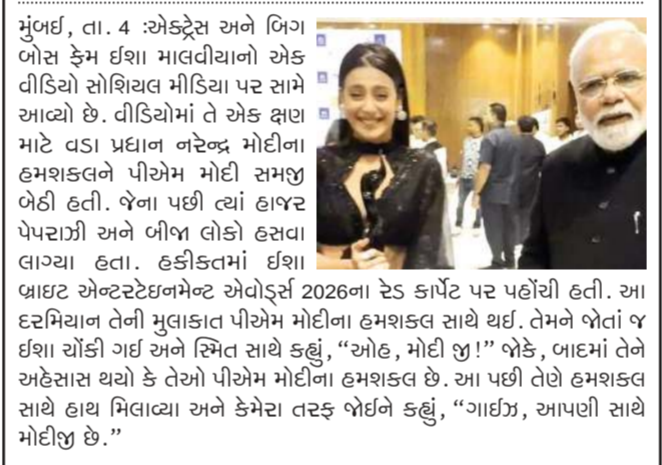 મુંબઈ, તા. 4 :એક્ટ્રેસ અને બિગ
બોસ ફેમ ઈશા માલવીયાનો એક
વીડિયો સોશિયલ મીડિયા પર સામે
આવ્યો છે. વીડિયોમાં તે એક ક્ષણ
માટે વડા પ્રધાન નરેન્દ્ર મોદીના
હમશકલને પીએમ મોદી સમજી
બેઠી હતી. જેના પછી ત્યાં હાજર
પેપરાઝી અને બીજા લોકો હસવા
લાગ્યા હતા. હકીકતમાં ઈશા
બ્રાઇટ એન્ટરટેઇનમેન્ટ એવોર્ડ્સ 2026ના રેડ કાર્પેટ પર પહોંચી હતી. આ
દરમિયાન તેની મુલાકાત પીએમ મોદીના હમશકલ સાથે થઈ. તેમને જોતાં જ
ઈશા ચોંકી ગઈ અને સ્મિત સાથે કહ્યું, “ઓહ, મોદી જી!” જોકે, બાદમાં તેને
અહેસાસ થયો કે તેઓ પીએમ મોદીના હમશકલ છે. આ પછી તેણે હમશકલ
સાથે હાથ મિલાવ્યા અને કેમેરા તરફ જોઈને કહ્યું, “ગાઈઝ, આપણી સાથે
મોદીજી છે.”